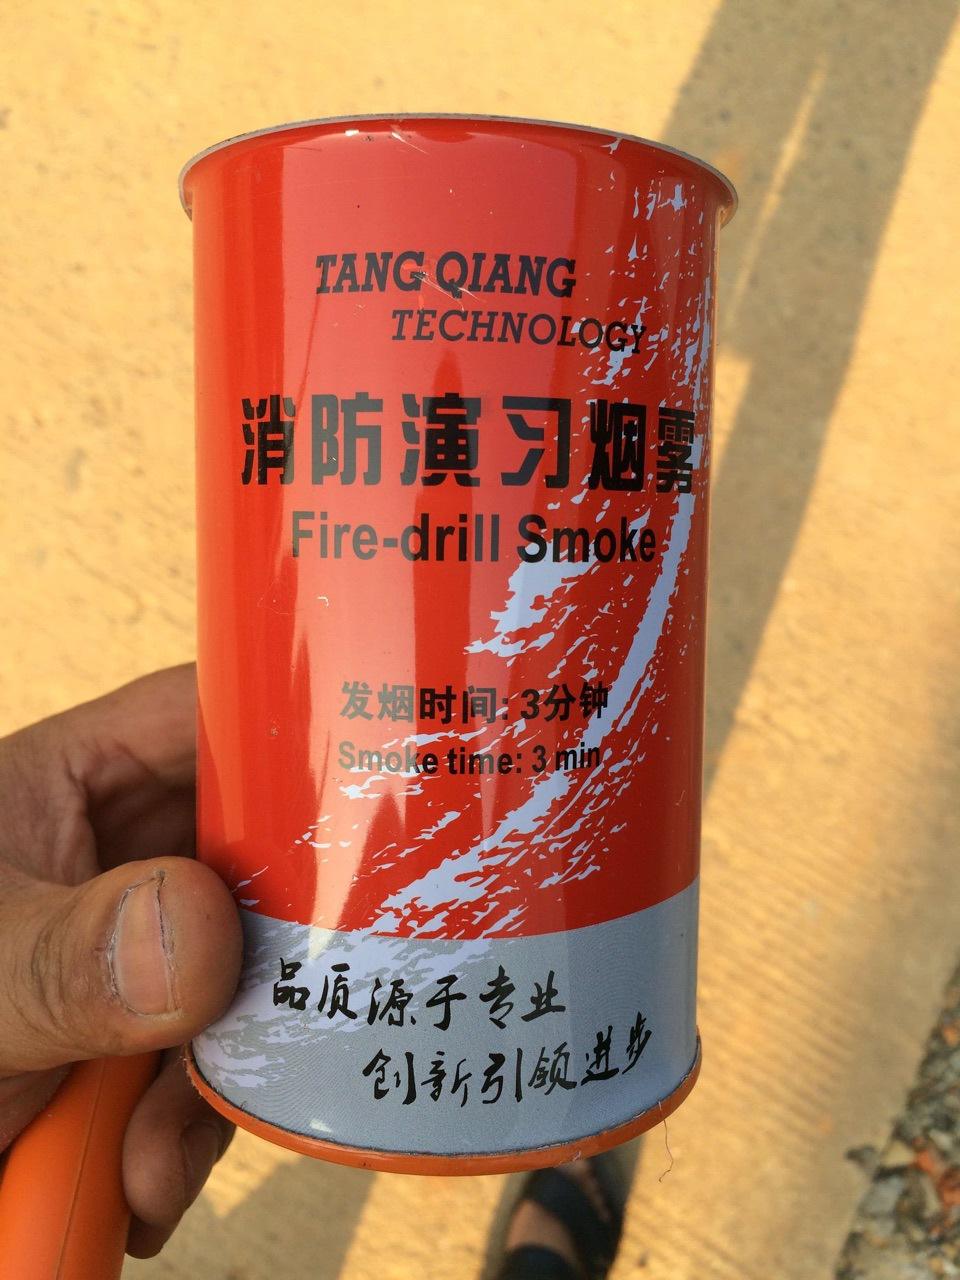 TANG QIANG
TECHNOLOGY
消防演习烟雾
Fire-drill Smoke
发烟时间: 3分钟
Smoke time: 3 min
品质源于专业
创新引领进步